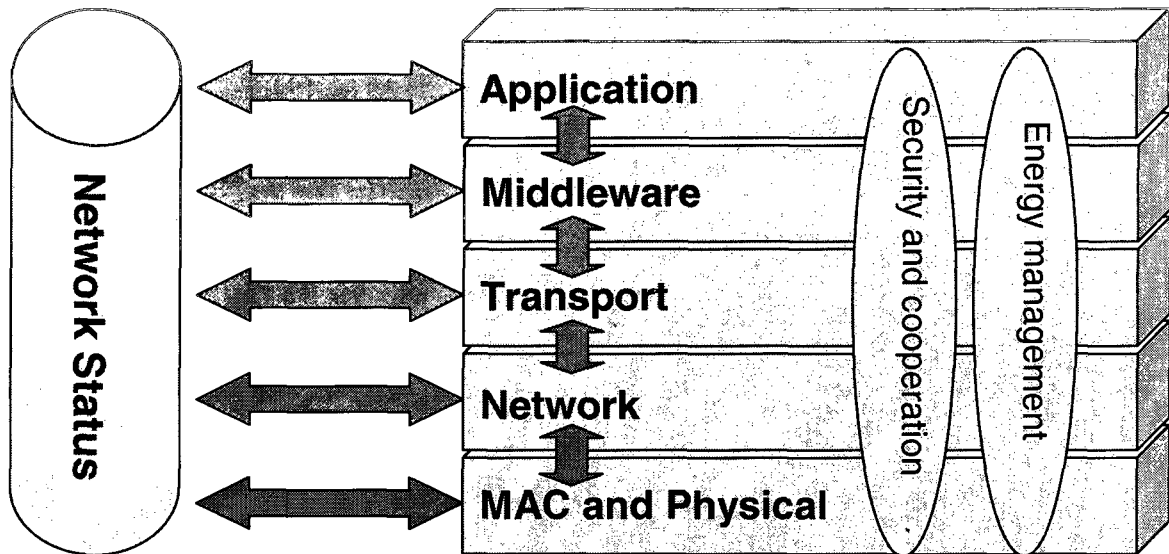 Network Status
Application
Middleware
Transport
Network
MAC and Physical
Security and cooperation
Energy management